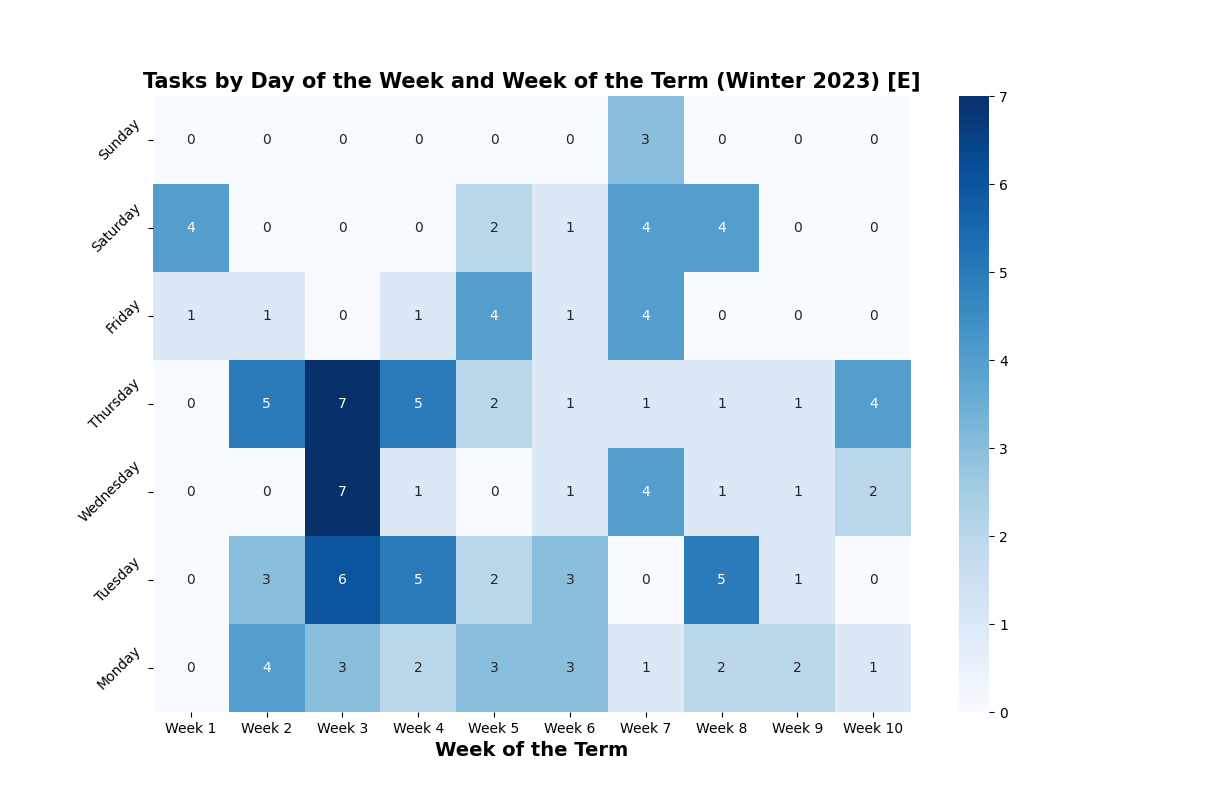 Tasks by Day of the Week and Week of the Term (Winter 2023) [E]
Sunday 0 0 0 0 0 0 3 0 0 0
Saturday 4 0 0 0 2 1 4 4 0 0
Friday 1 1 0 1 4 1 4 0 0 0
Thursday 0 5 7 5 2 1 1 1 1 4
Wednesday 0 0 7 1 0 1 4 1 1 2
Tuesday 0 3 6 5 2 3 0 5 1 0
Monday 0 4 3 2 3 3 1 2 2 1
Week 1 Week 2 Week 3 Week 4 Week 5 Week 6 Week 7 Week 8 Week 9 Week 10
Week of the Term
7
6
5
4
3
2
1
0